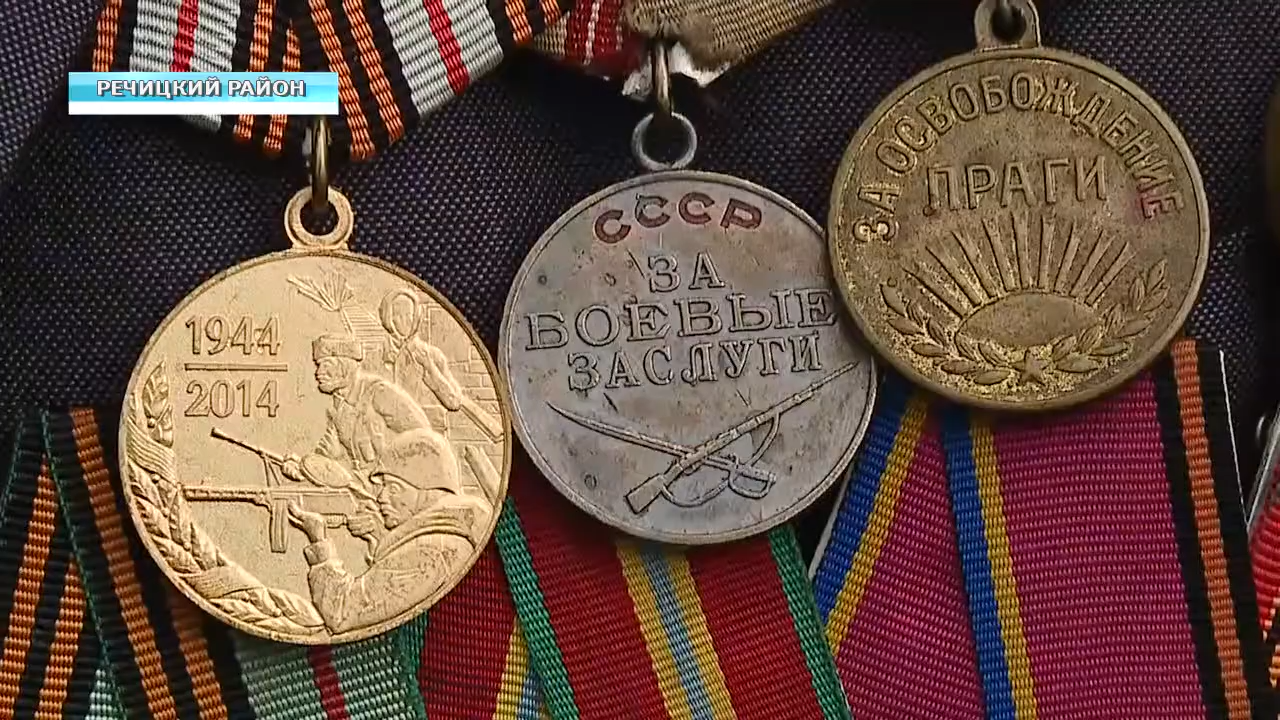 РЕЧИЦКИЙ РАЙОН
1944
2014
СССР
ЗА
БОЕВЫЕ
ЗАСЛУГИ
ЗА ОСВОБОЖДЕНИЕ
ПРАГИ